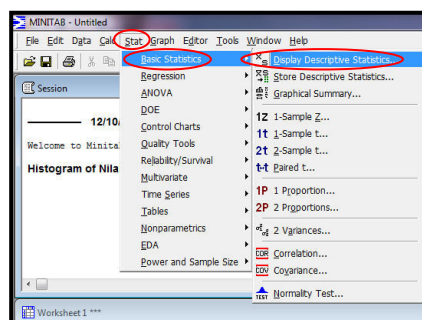 MINITAB - Untitled
File Edit Data Calc Stat Graph Editor Tools Window Help
Session
12/10/
Welcome to Minita
Histogram of Nila
Basic Statistics
Regression
ANOVA
DOE
Control Charts
Quality Tools
Reliability/Survival
Multivariate
Time Series
Tables
Nonparametrics
EDA
Power and Sample Size
Display Descriptive Statistics...
Store Descriptive Statistics...
Graphical Summary...
1Z 1-Sample Z...
1t 1-Sample t...
2t 2-Sample t...
t-t Paired t...
1P 1 Proportion...
2P 2 Proportions...
2 Variances...
COR Correlation...
COV Covariance...
TEST Normality Test...
Worksheet 1 ***